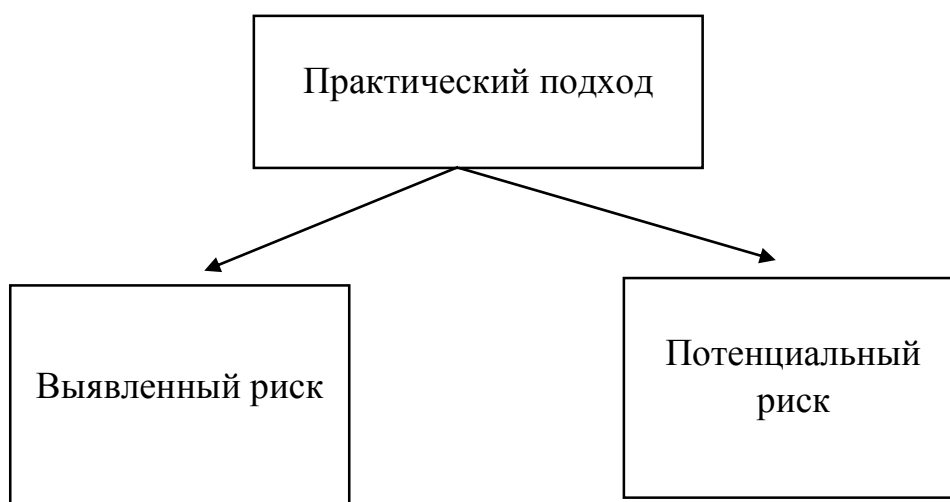 Практический подход
Выявленный риск
Потенциальный
риск